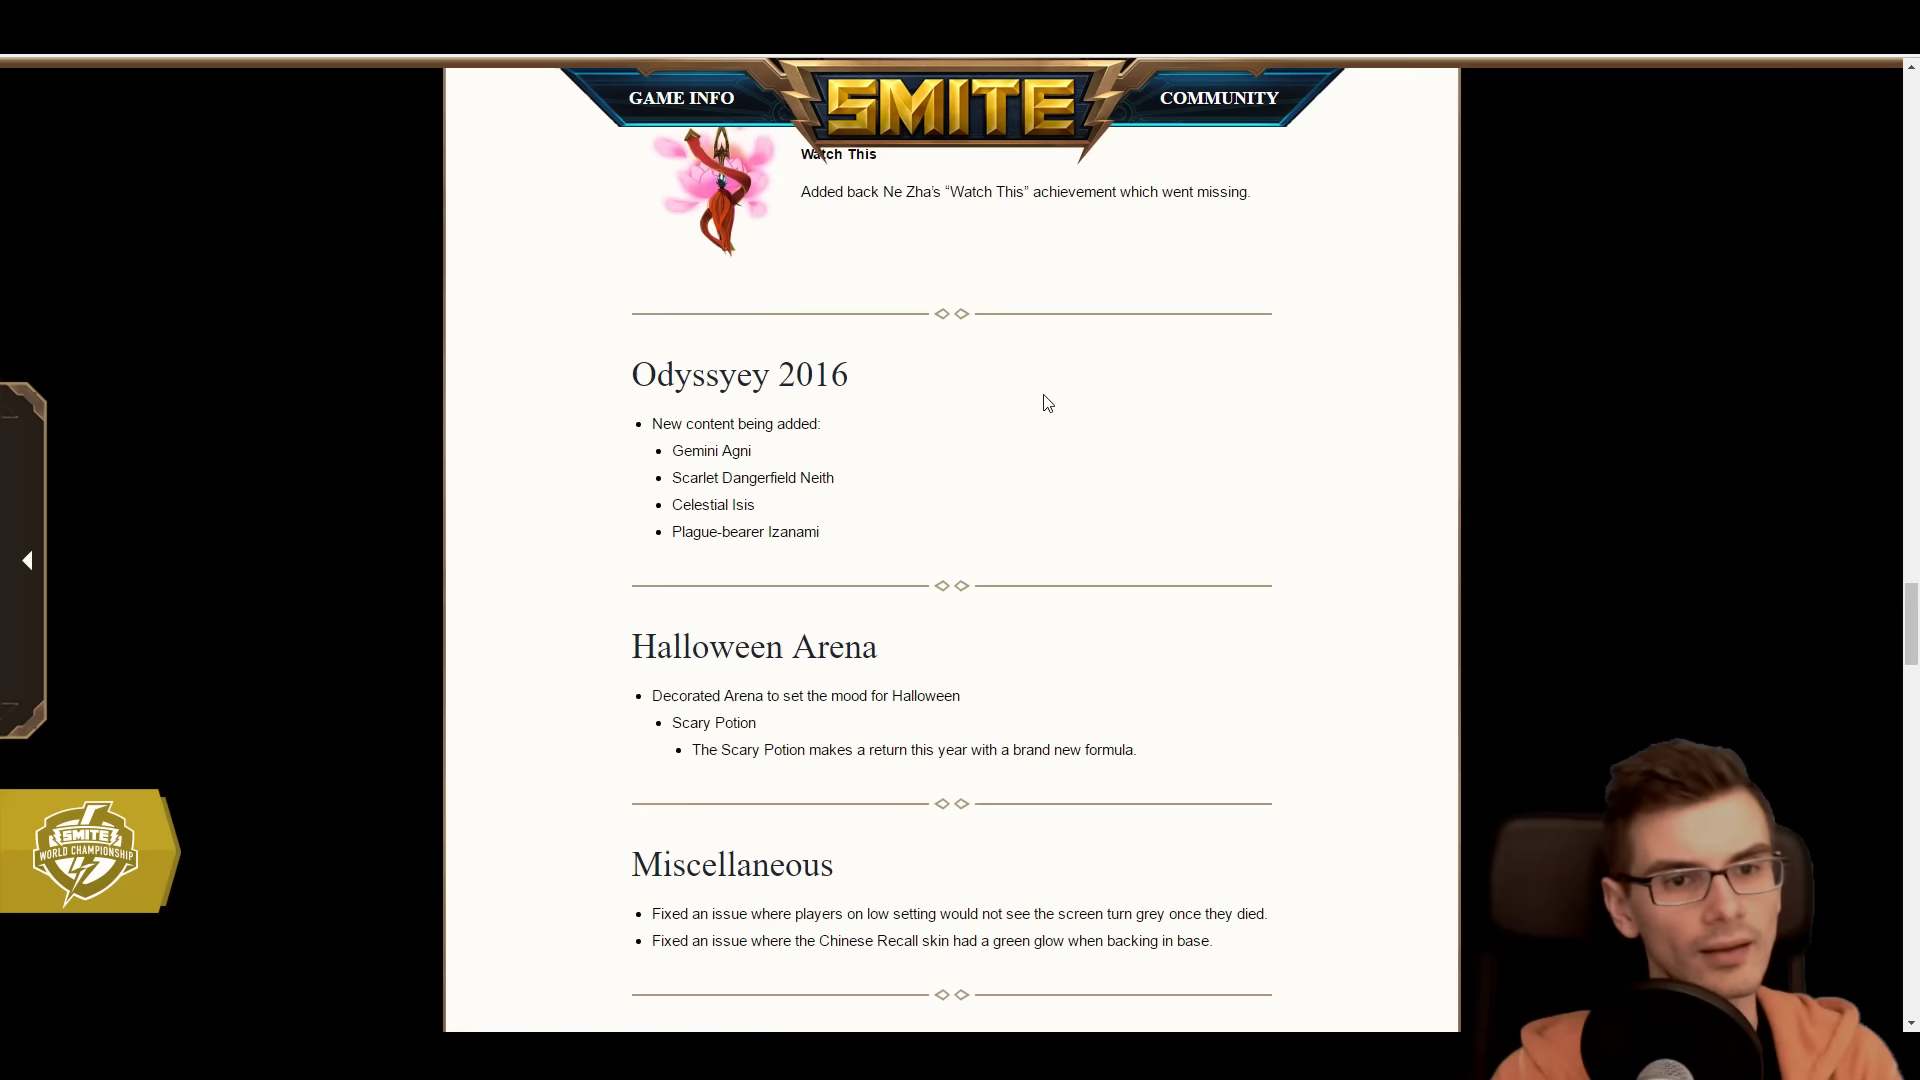 GAME INFO
SMITE
COMMUNITY
Watch This
Added back Ne Zha's “Watch This” achievement which went missing.
Odyssyey 2016
New content being added:
Gemini Agni
Scarlet Dangerfield Neith
Celestial Isis
Plague-bearer Izanami
Halloween Arena
Decorated Arena to set the mood for Halloween
Scary Potion
The Scary Potion makes a return this year with a brand new formula.
SMITE
WORLD CHAMPIONSHIP
Miscellaneous
Fixed an issue where players on low setting would not see the screen turn grey once they died.
Fixed an issue where the Chinese Recall skin had a green glow when backing in base.